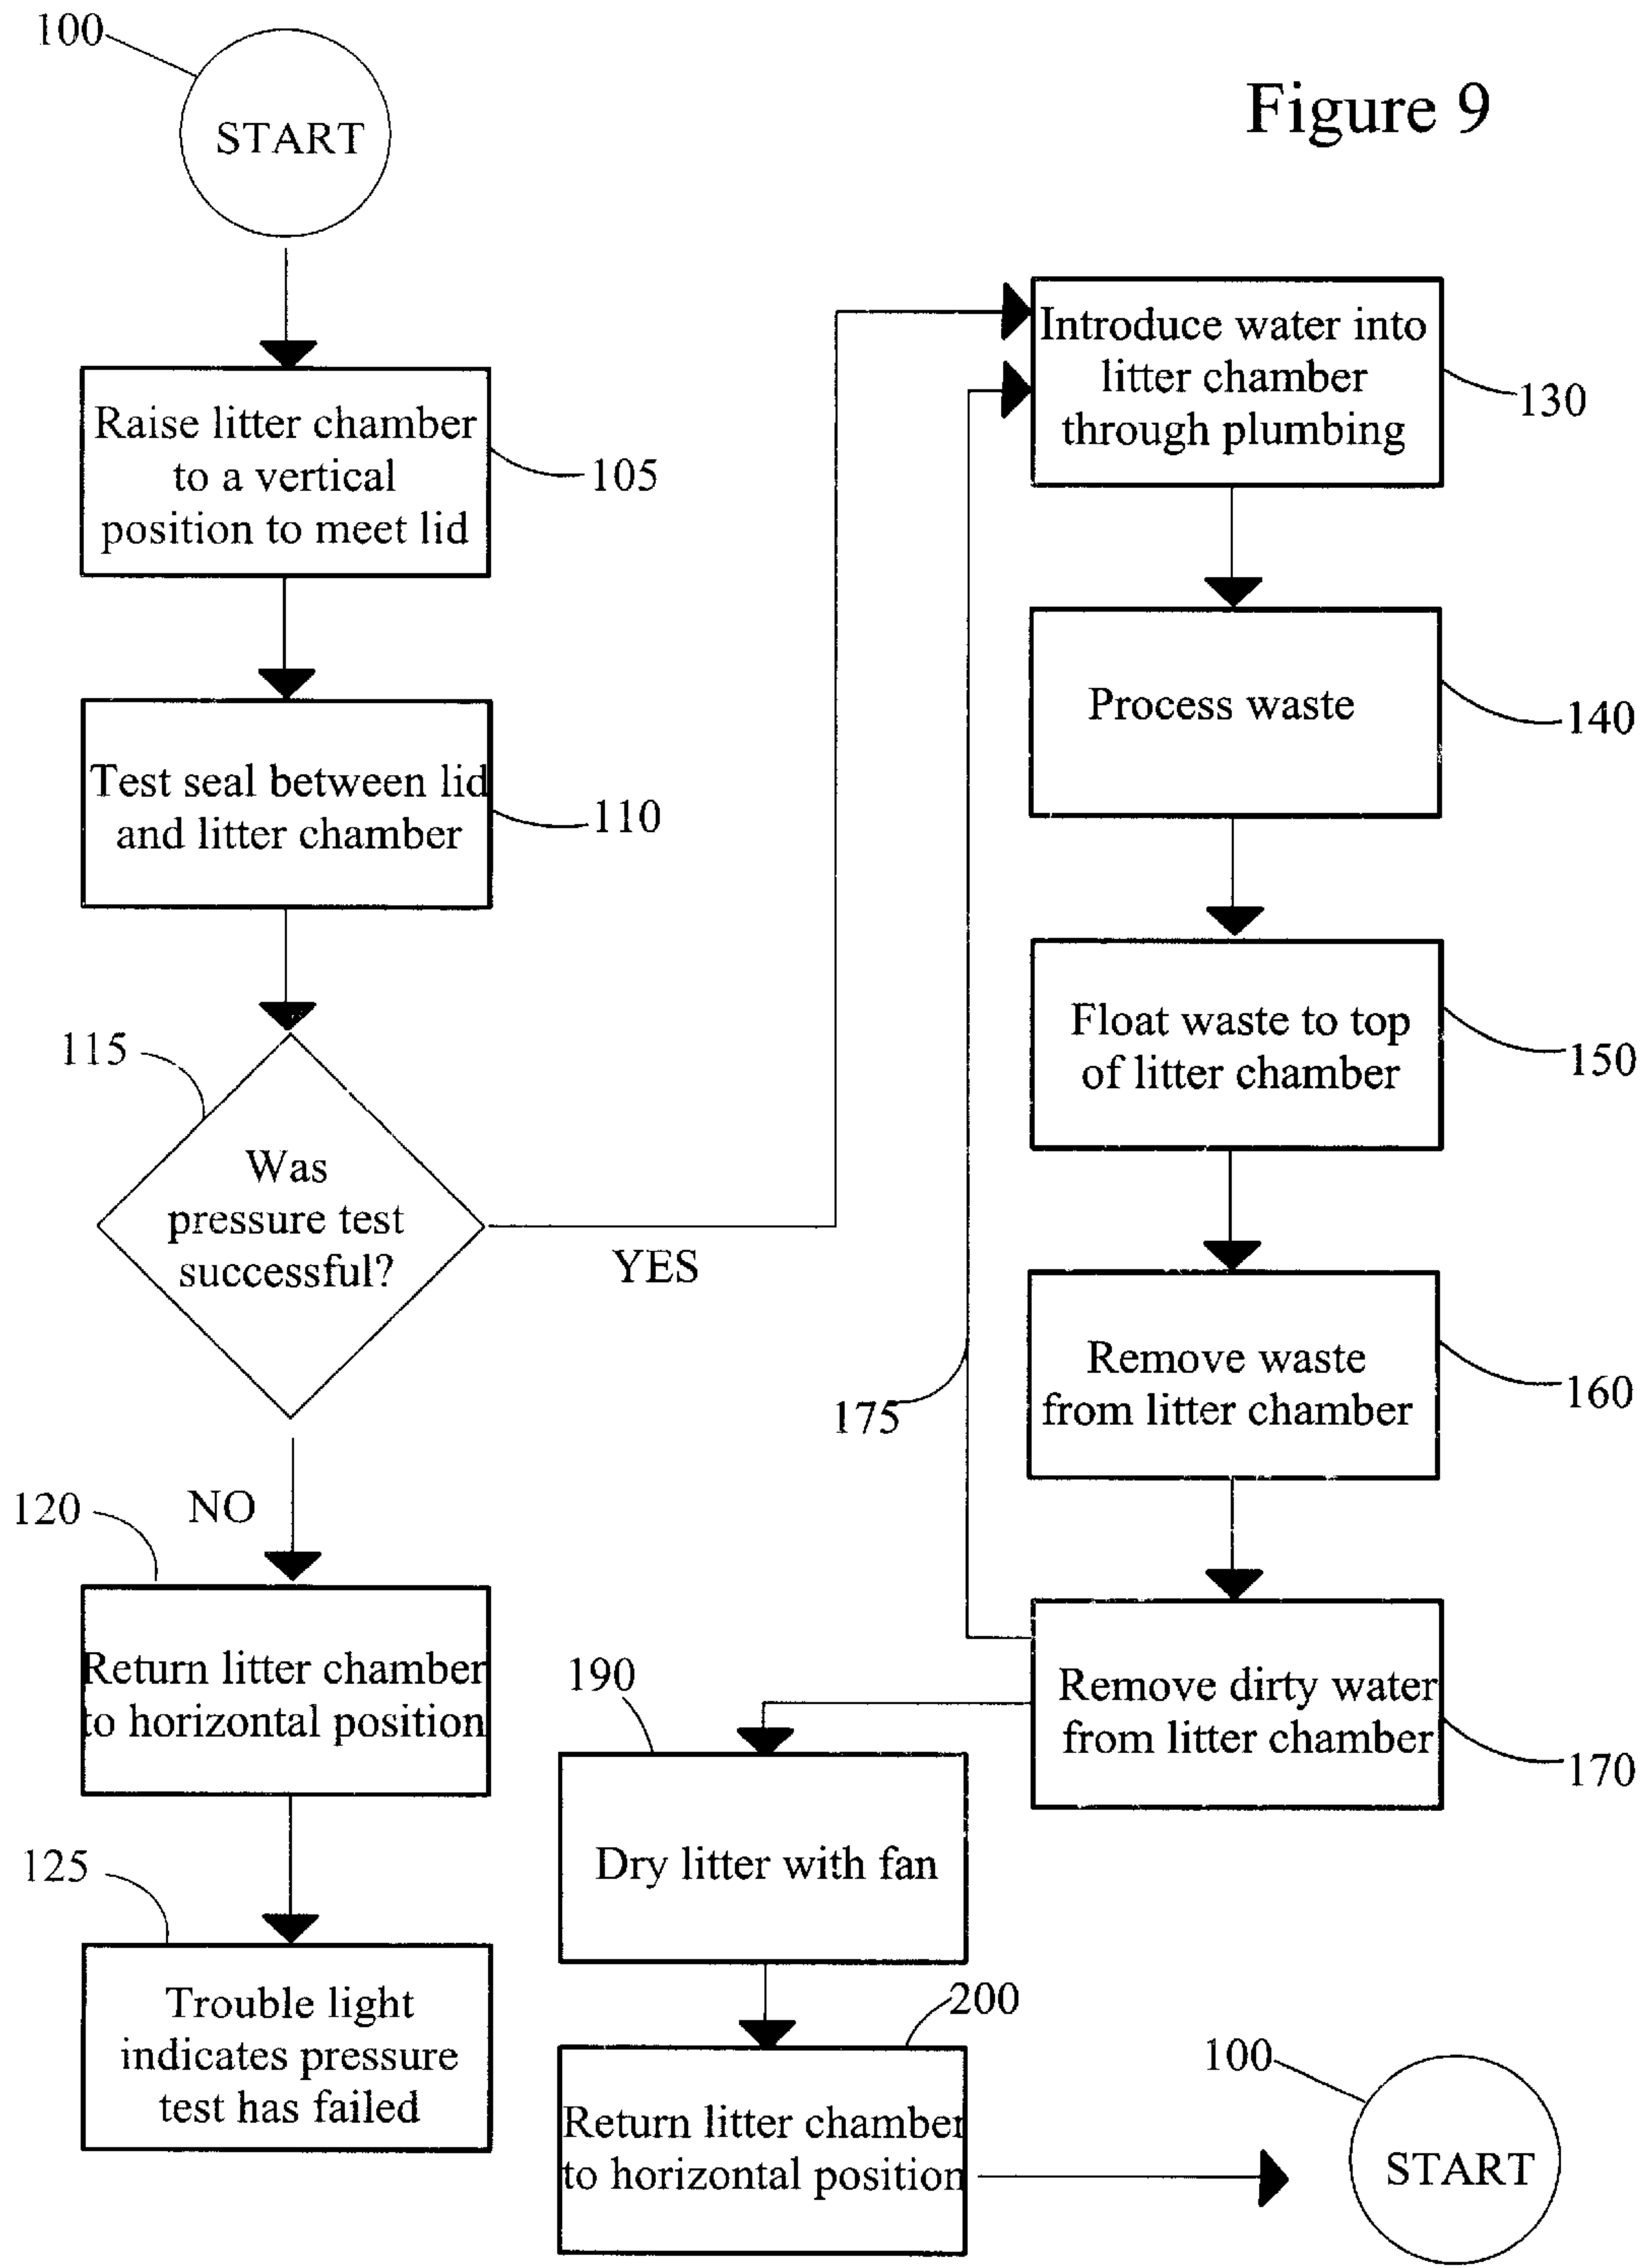 100
START
Figure 9
Raise litter chamber
to a vertical
position to meet lid
105
Test seal between lid
and litter chamber
110
115
Was
pressure test
successful?
YES
NO
120
Return litter chamber
to horizontal position
125
Trouble light
indicates pressure
test has failed
Introduce water into
litter chamber
through plumbing
130
Process waste
140
Float waste to top
of litter chamber
150
Remove waste
from litter chamber
160
175
Remove dirty water
from litter chamber
170
190
Dry litter with fan
200
Return litter chamber
to horizontal position
100
START